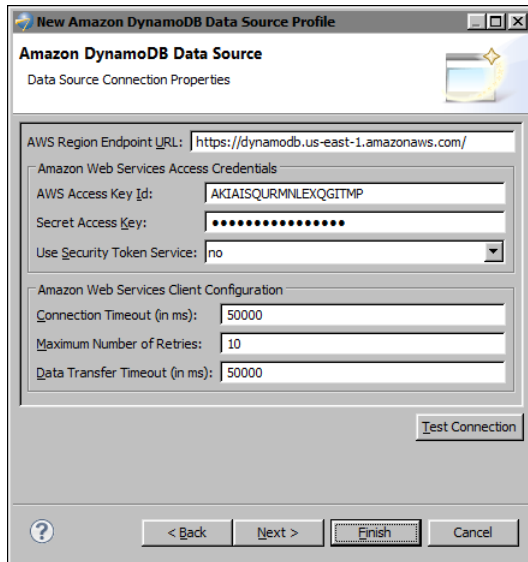 New Amazon DynamoDB Data Source Profile
Amazon DynamoDB Data Source
Data Source Connection Properties
AWS Region Endpoint URL: https://dynamodb.us-east-1.amazonaws.com/
Amazon Web Services Access Credentials
AWS Access Key Id: AKIAISQURMNLEXQGITMP
Secret Access Key: ●●●●●●●●●●●●●●●●
Use Security Token Service: no
Amazon Web Services Client Configuration
Connection Timeout (in ms): 50000
Maximum Number of Retries: 10
Data Transfer Timeout (in ms): 50000
Test Connection
? < Back Next > Finish Cancel